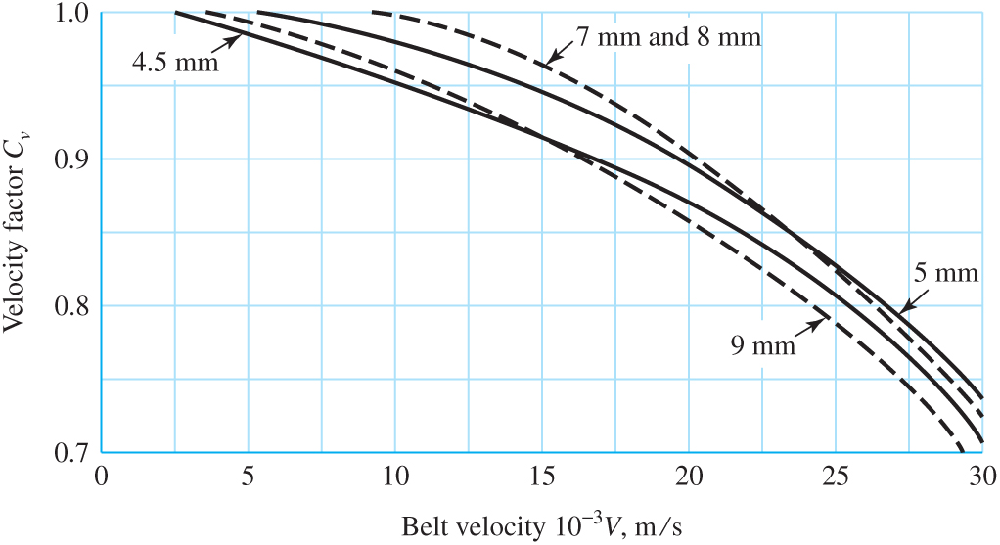 1.0
7 mm and 8 mm
4.5 mm
0.9
Velocity factor Cᵥ
5 mm
0.8
9 mm
0.7
0 5 10 15 20 25 30
Belt velocity 10⁻³V, m/s